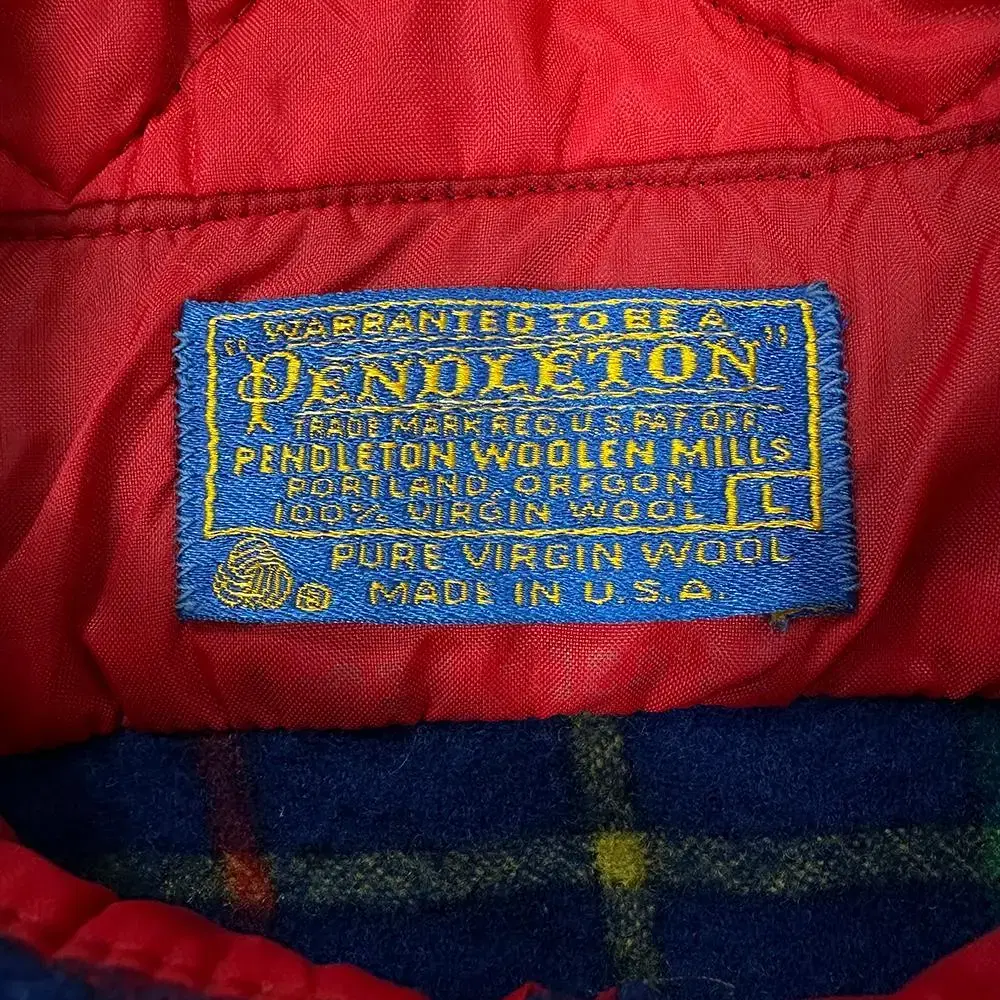 WARRANTED TO BE A
"PENDLETON"
TRADE MARK REG. U.S. PAT. OFF.
PENDLETON WOOLEN MILLS
PORTLAND, OREGON
100% VIRGIN WOOL L
PURE VIRGIN WOOL
® MADE IN U.S.A.